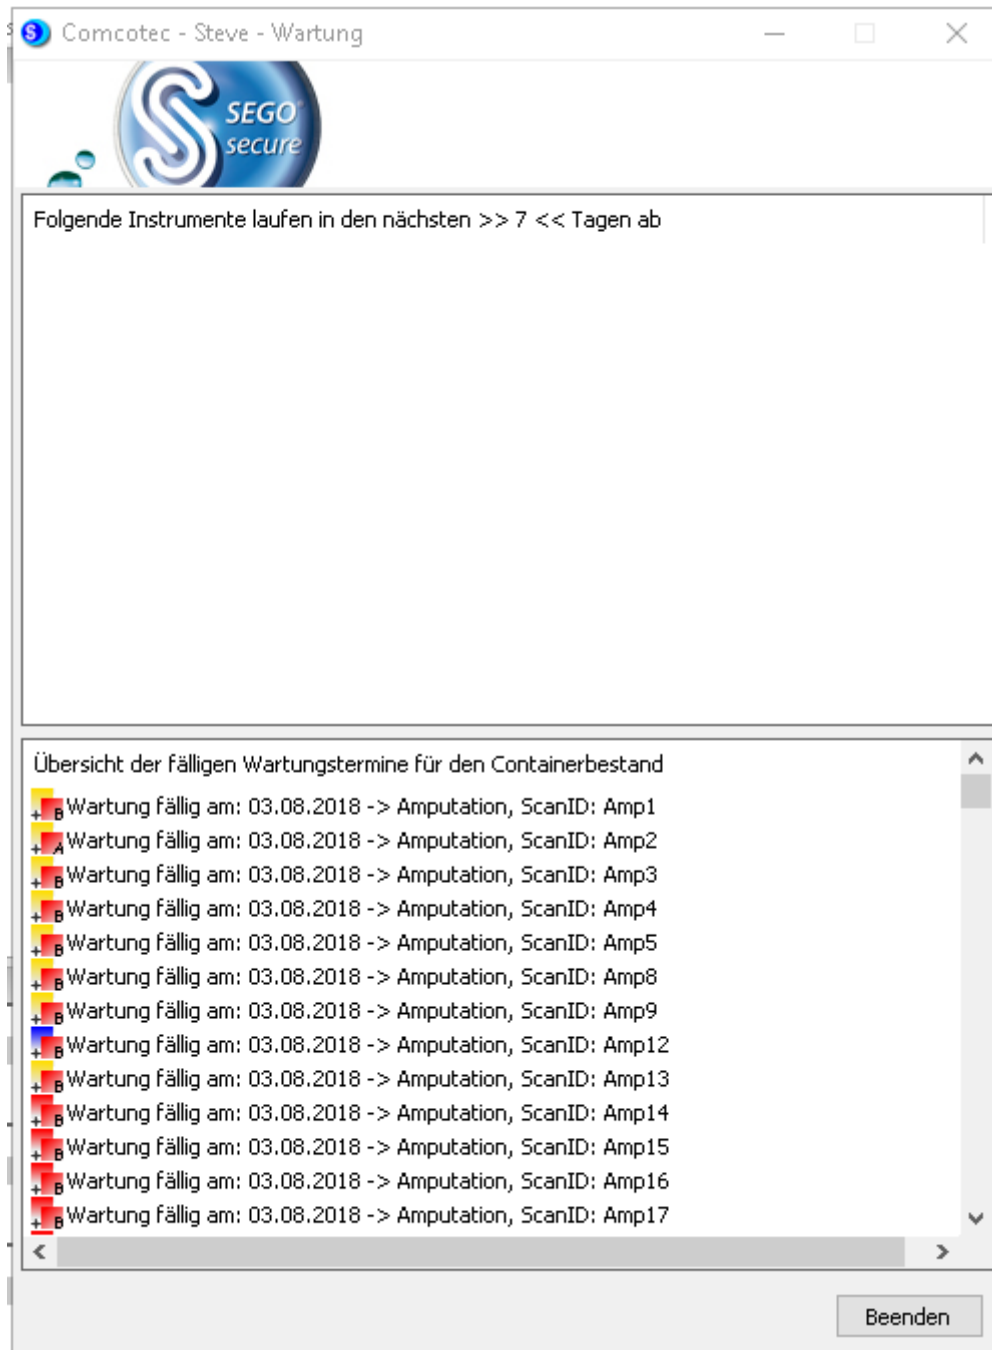 Comcotec - Steve - Wartung
SEGO®
secure
Folgende Instrumente laufen in den nächsten >> 7 << Tagen ab
Übersicht der fälligen Wartungstermine für den Containerbestand
+ B Wartung fällig am: 03.08.2018 -> Amputation, ScanID: Amp1
+ A Wartung fällig am: 03.08.2018 -> Amputation, ScanID: Amp2
+ B Wartung fällig am: 03.08.2018 -> Amputation, ScanID: Amp3
+ B Wartung fällig am: 03.08.2018 -> Amputation, ScanID: Amp4
+ B Wartung fällig am: 03.08.2018 -> Amputation, ScanID: Amp5
+ B Wartung fällig am: 03.08.2018 -> Amputation, ScanID: Amp8
+ B Wartung fällig am: 03.08.2018 -> Amputation, ScanID: Amp9
+ B Wartung fällig am: 03.08.2018 -> Amputation, ScanID: Amp12
+ B Wartung fällig am: 03.08.2018 -> Amputation, ScanID: Amp13
+ B Wartung fällig am: 03.08.2018 -> Amputation, ScanID: Amp14
+ B Wartung fällig am: 03.08.2018 -> Amputation, ScanID: Amp15
+ B Wartung fällig am: 03.08.2018 -> Amputation, ScanID: Amp16
+ B Wartung fällig am: 03.08.2018 -> Amputation, ScanID: Amp17
Beenden